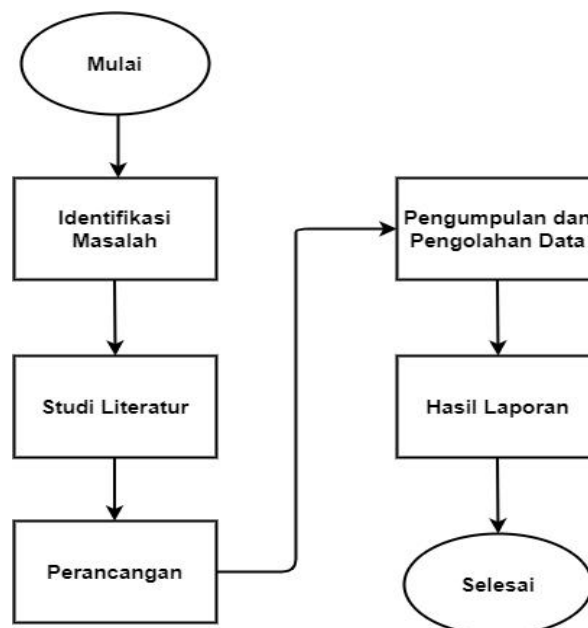 Mulai
Identifikasi
Masalah
Studi Literatur
Perancangan
Pengumpulan dan
Pengolahan Data
Hasil Laporan
Selesai